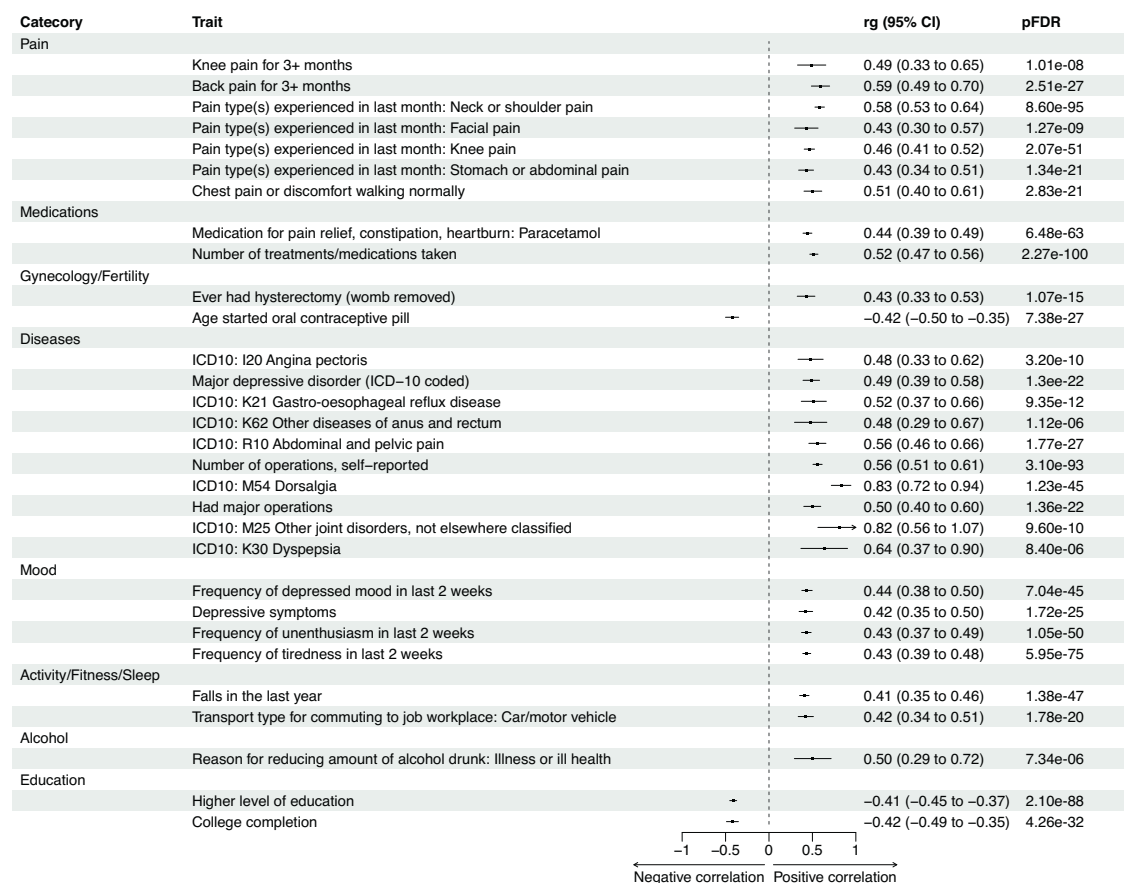 Catecory Trait rg (95% CI) pFDR
Pain
Knee pain for 3+ months 0.49 (0.33 to 0.65) 1.01e-08
Back pain for 3+ months 0.59 (0.49 to 0.70) 2.51e-27
Pain type(s) experienced in last month: Neck or shoulder pain 0.58 (0.53 to 0.64) 8.60e-95
Pain type(s) experienced in last month: Facial pain 0.43 (0.30 to 0.57) 1.27e-09
Pain type(s) experienced in last month: Knee pain 0.46 (0.41 to 0.52) 2.07e-51
Pain type(s) experienced in last month: Stomach or abdominal pain 0.43 (0.34 to 0.51) 1.34e-21
Chest pain or discomfort walking normally 0.51 (0.40 to 0.61) 2.83e-21
Medications
Medication for pain relief, constipation, heartburn: Paracetamol 0.44 (0.39 to 0.49) 6.48e-63
Number of treatments/medications taken 0.52 (0.47 to 0.56) 2.27e-100
Gynecology/Fertility
Ever had hysterectomy (womb removed) 0.43 (0.33 to 0.53) 1.07e-15
Age started oral contraceptive pill −0.42 (−0.50 to −0.35) 7.38e-27
Diseases
ICD10: I20 Angina pectoris 0.48 (0.33 to 0.62) 3.20e-10
Major depressive disorder (ICD−10 coded) 0.49 (0.39 to 0.58) 1.3ee-22
ICD10: K21 Gastro-oesophageal reflux disease 0.52 (0.37 to 0.66) 9.35e-12
ICD10: K62 Other diseases of anus and rectum 0.48 (0.29 to 0.67) 1.12e-06
ICD10: R10 Abdominal and pelvic pain 0.56 (0.46 to 0.66) 1.77e-27
Number of operations, self−reported 0.56 (0.51 to 0.61) 3.10e-93
ICD10: M54 Dorsalgia 0.83 (0.72 to 0.94) 1.23e-45
Had major operations 0.50 (0.40 to 0.60) 1.36e-22
ICD10: M25 Other joint disorders, not elsewhere classified 0.82 (0.56 to 1.07) 9.60e-10
ICD10: K30 Dyspepsia 0.64 (0.37 to 0.90) 8.40e-06
Mood
Frequency of depressed mood in last 2 weeks 0.44 (0.38 to 0.50) 7.04e-45
Depressive symptoms 0.42 (0.35 to 0.50) 1.72e-25
Frequency of unenthusiasm in last 2 weeks 0.43 (0.37 to 0.49) 1.05e-50
Frequency of tiredness in last 2 weeks 0.43 (0.39 to 0.48) 5.95e-75
Activity/Fitness/Sleep
Falls in the last year 0.41 (0.35 to 0.46) 1.38e-47
Transport type for commuting to job workplace: Car/motor vehicle 0.42 (0.34 to 0.51) 1.78e-20
Alcohol
Reason for reducing amount of alcohol drunk: Illness or ill health 0.50 (0.29 to 0.72) 7.34e-06
Education
Higher level of education −0.41 (−0.45 to −0.37) 2.10e-88
College completion −0.42 (−0.49 to −0.35) 4.26e-32
−1 −0.5 0 0.5 1
Negative correlation Positive correlation